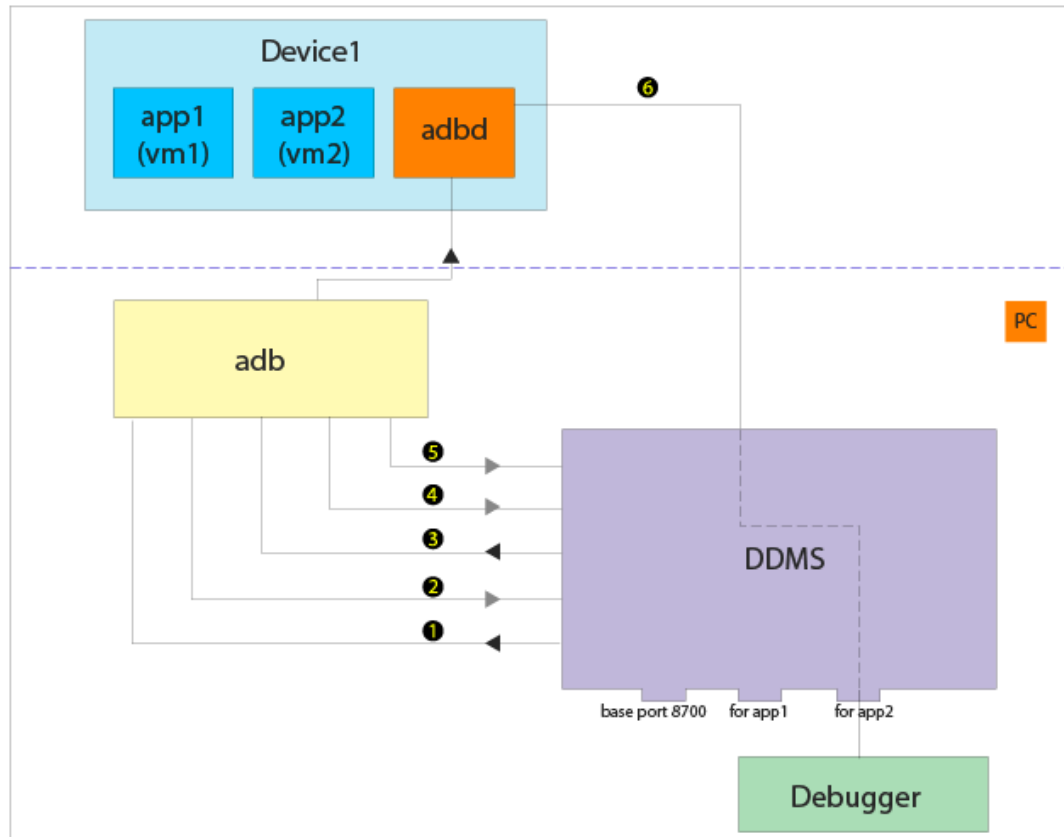 Device1
app1
(vm1)
app2
(vm2)
adbd
6
PC
adb
5
4
3
2
1
DDMS
base port 8700
for app1
for app2
Debugger